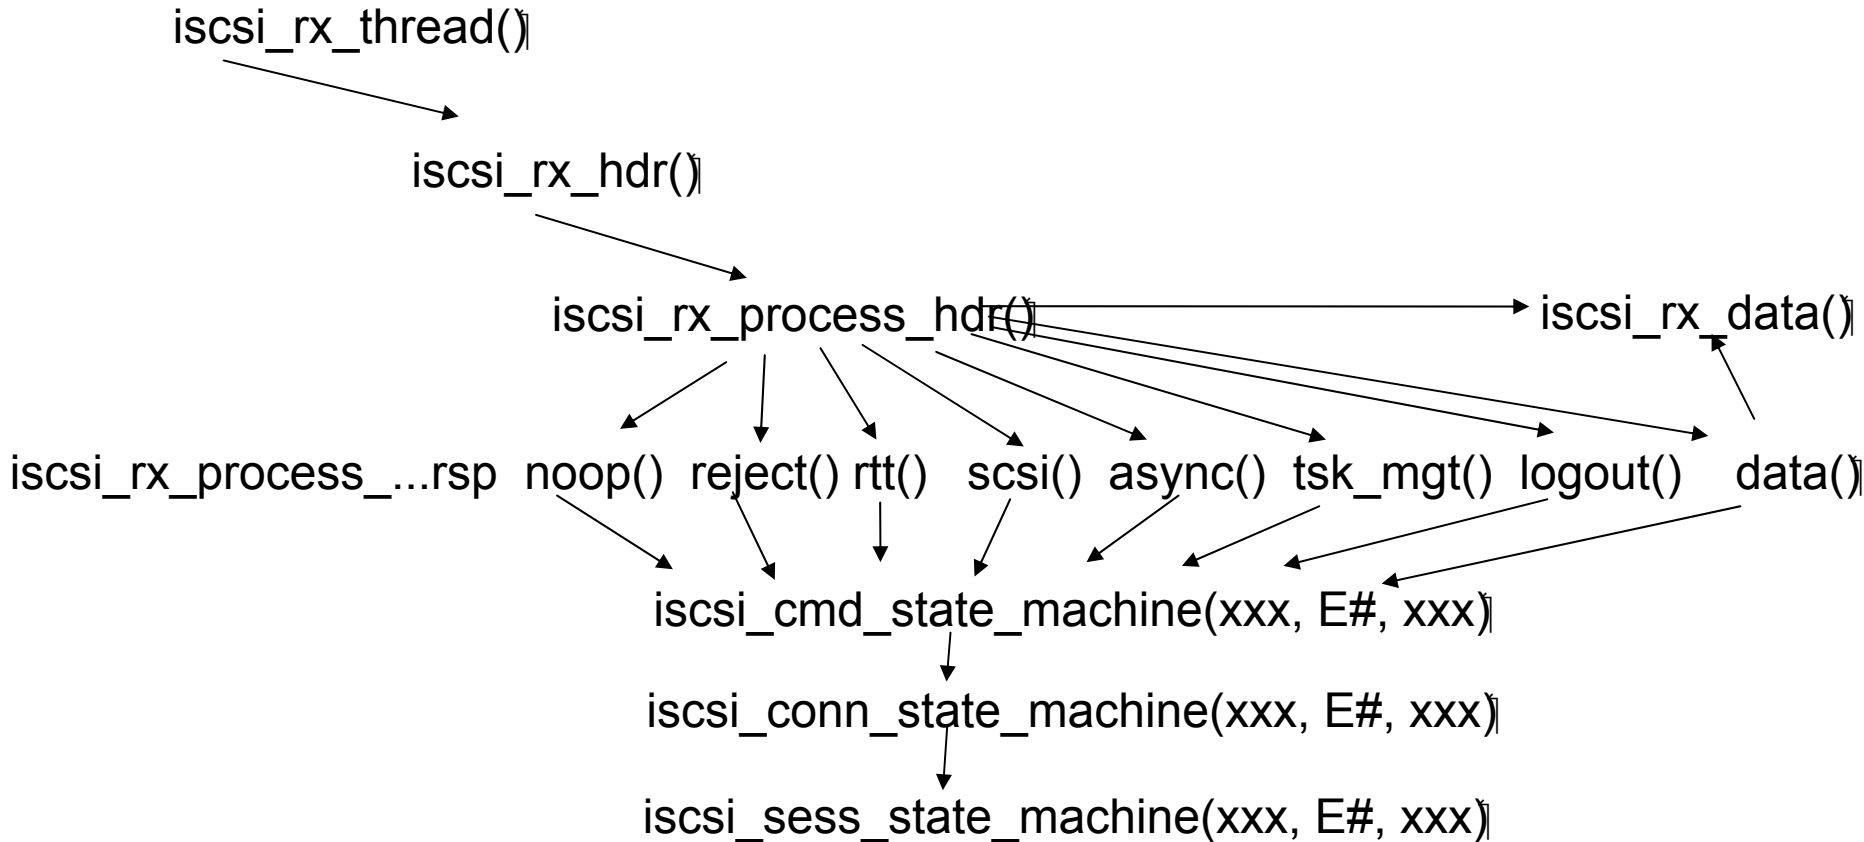 iscsi_rx_thread()
iscsi_rx_hdr()
iscsi_rx_process_hdr() iscsi_rx_data()
iscsi_rx_process_...rsp noop() reject() rtt() scsi() async() tsk_mgt() logout() data()
iscsi_cmd_state_machine(xxx, E#, xxx)
iscsi_conn_state_machine(xxx, E#, xxx)
iscsi_sess_state_machine(xxx, E#, xxx)